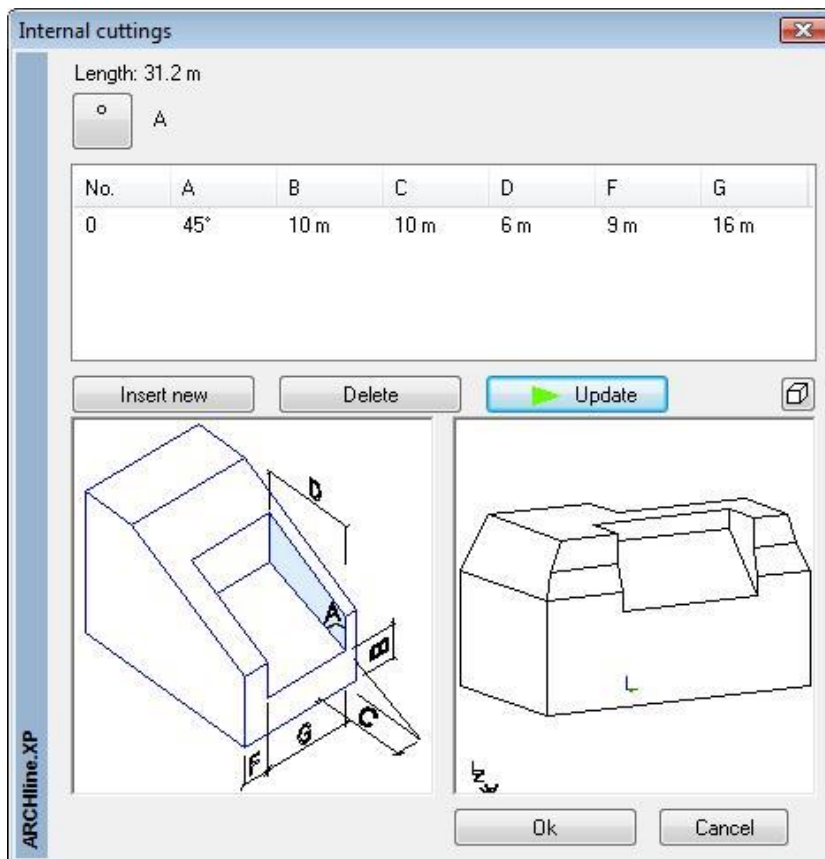 Internal cuttings
Length: 31.2 m
° A
No. A B C D F G
0 45° 10 m 10 m 6 m 9 m 16 m
Insert new Delete Update
D
A
B
C
G
F
Ok Cancel
ARCHline.XP